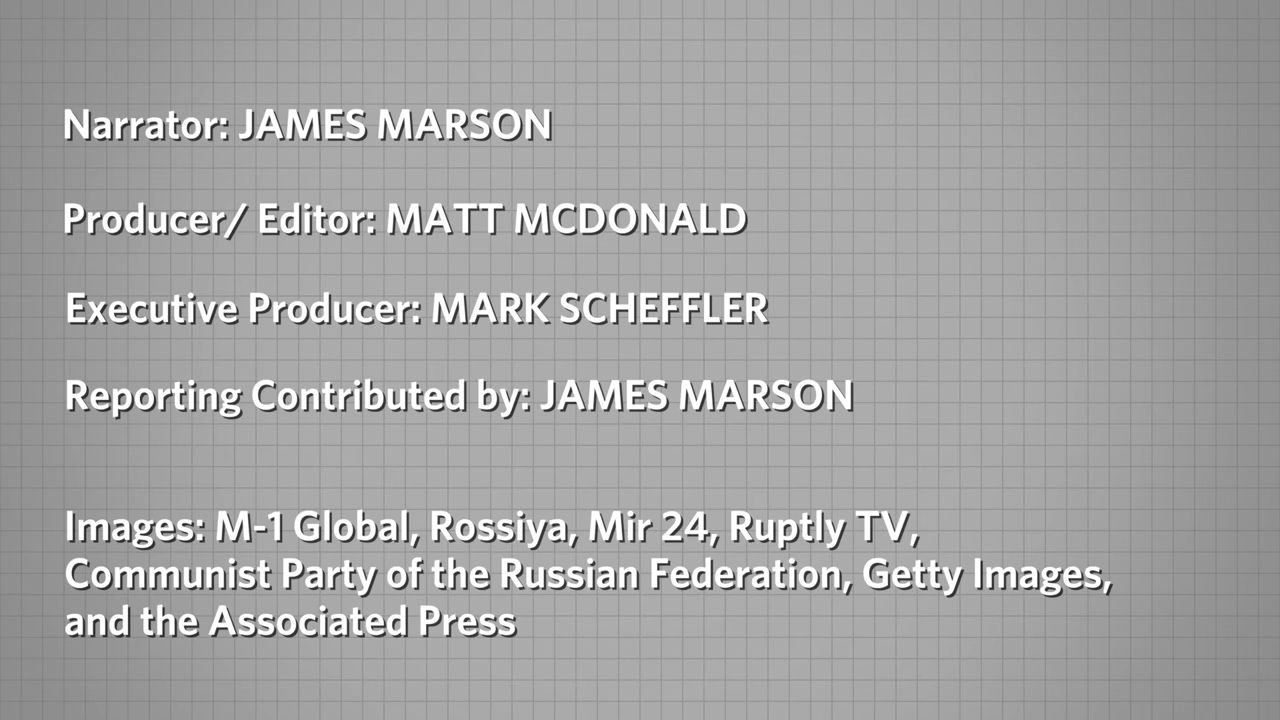 Narrator: JAMES MARSON
Producer/ Editor: MATT MCDONALD
Executive Producer: MARK SCHEFFLER
Reporting Contributed by: JAMES MARSON
Images: M-1 Global, Rossiya, Mir 24, Ruptly TV,
Communist Party of the Russian Federation, Getty Images,
and the Associated Press